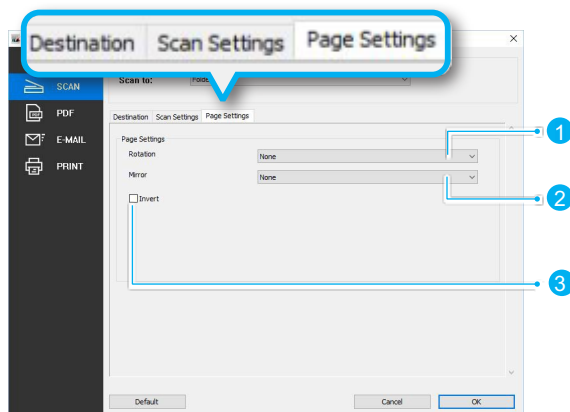 Destination Scan Settings Page Settings
SCAN
Scan to:
PDF
Destination Scan Settings Page Settings
1
E-MAIL
Page Settings
Rotation None
PRINT
Mirror None
2
Invert
3
Default Cancel OK